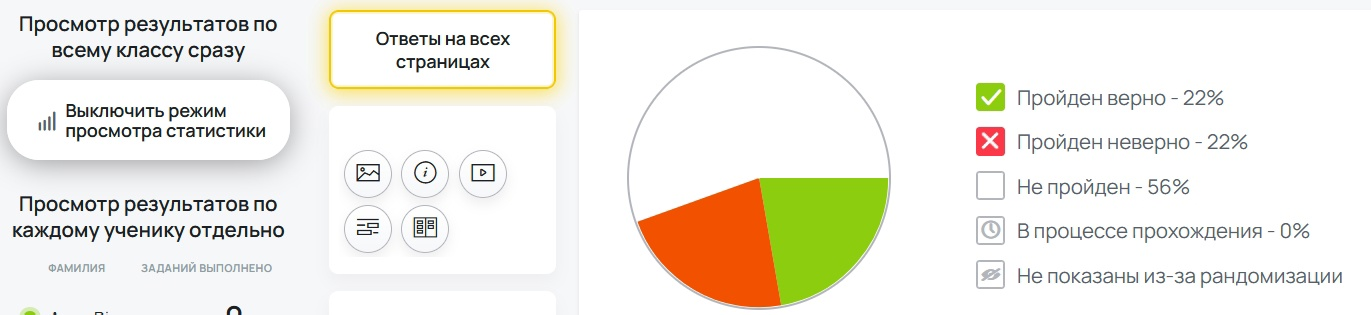 Просмотр результатов по
всему классу сразу
Выключить режим
просмотра статистики
Просмотр результатов по
каждому ученику отдельно
ФАМИЛИЯ ЗАДАНИЙ ВЫПОЛНЕНО
Ответы на всех
страницах
Пройден верно - 22%
Пройден неверно - 22%
Не пройден - 56%
В процессе прохождения - 0%
Не показаны из-за рандомизации